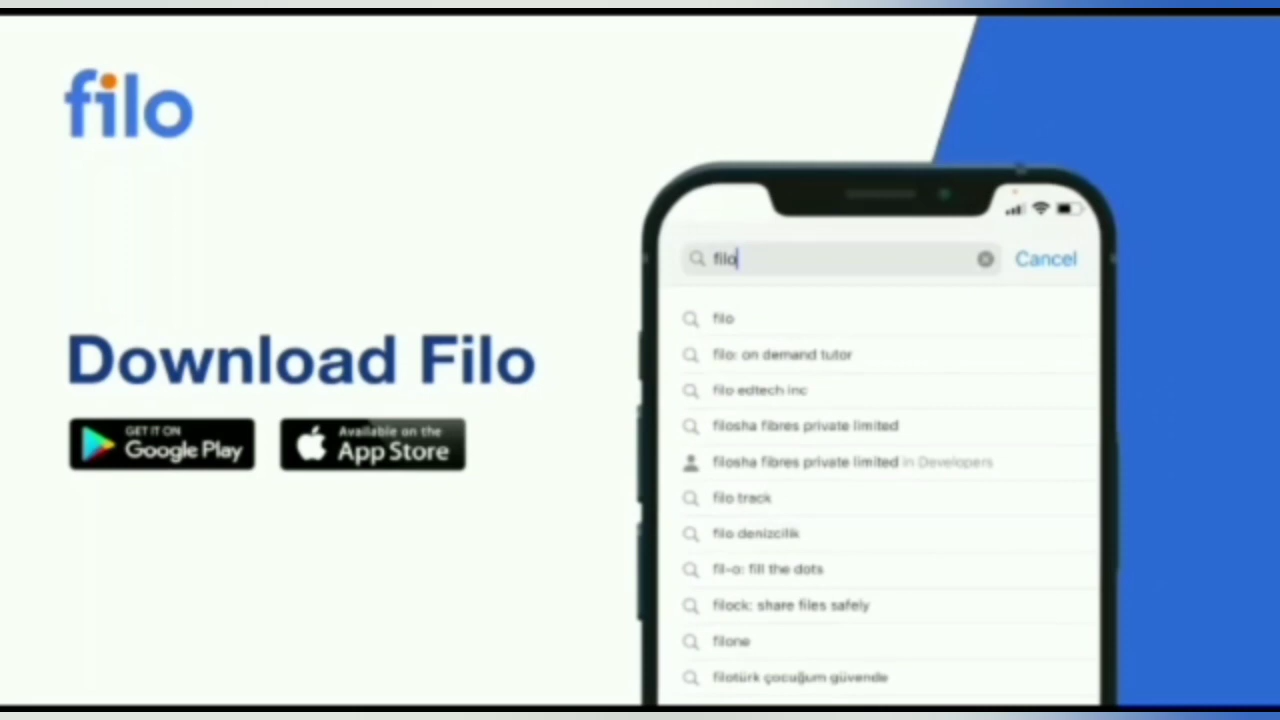 filo
Download Filo
GET IT ON
Google Play
Available on the
App Store
filo
Cancel
filo
filo: on demand tutor
filo edtech inc
filosha fibres private limited
filosha fibres private limited in Developers
filo track
filo denizcilik
fil-o: fill the dots
filock: share files safely
filone
filotürk çocuğum güvende